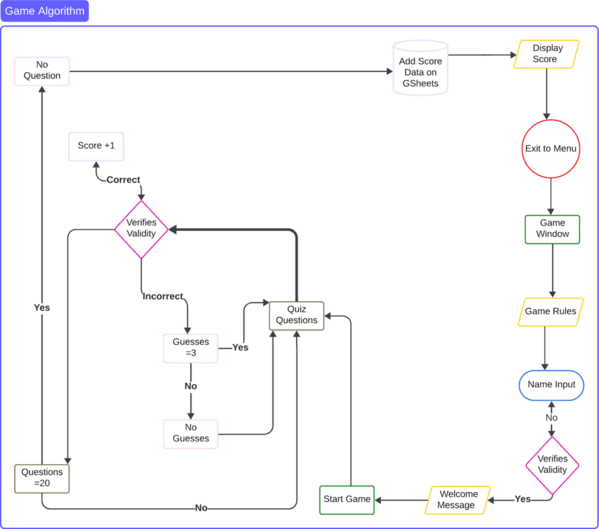 Game Algorithm
No
Question
Add Score
Data on
GSheets
Display
Score
Exit to Menu
Score +1
Correct
Verifies
Validity
Game
Window
Incorrect
Yes
Quiz
Questions
Game Rules
Guesses
=3
Yes
No
Name Input
No
No
Guesses
Verifies
Validity
Questions
=20
No
Start Game
Welcome
Message
Yes